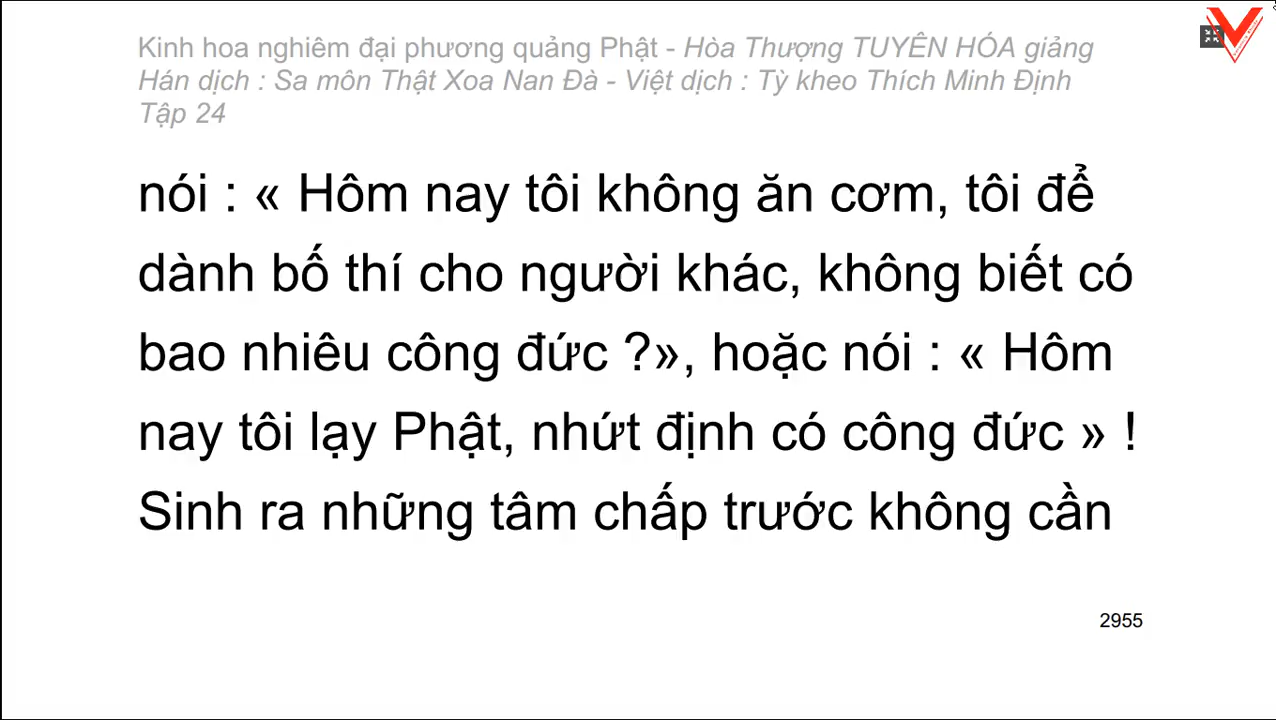 Kinh hoa nghiêm đại phương quảng Phật - Hòa Thượng TUYÊN HÓA giảng
Hán dịch : Sa môn Thật Xoa Nan Đà - Việt dịch : Tỳ kheo Thích Minh Định
Tập 24
nói : « Hôm nay tôi không ăn cơm, tôi để
dành bố thí cho người khác, không biết có
bao nhiêu công đức ?», hoặc nói : « Hôm
nay tôi lạy Phật, nhứt định có công đức » !
Sinh ra những tâm chấp trước không cần
2955